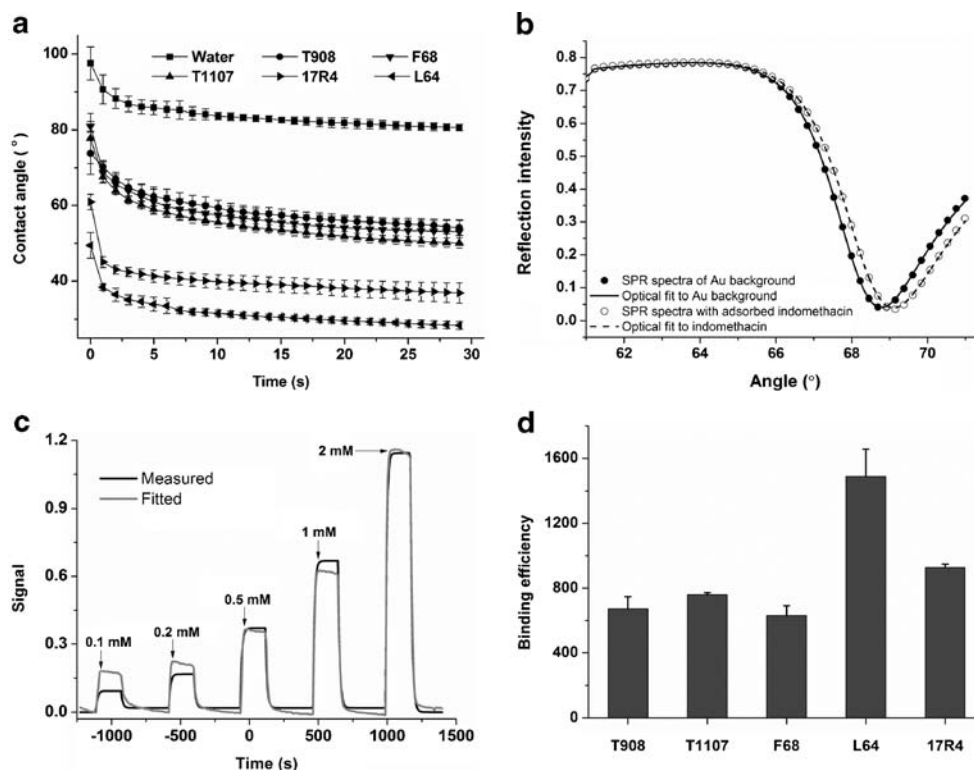 a
Water T908 F68
T1107 17R4 L64
Contact angle (°)
100
80
60
40
0 5 10 15 20 25 30
Time (s)
b
Reflection intensity
0.8
0.7
0.6
0.5
0.4
0.3
0.2
0.1
0.0
SPR spectra of Au background
Optical fit to Au background
SPR spectra with adsorbed indomethacin
Optical fit to indomethacin
62 64 66 68 70
Angle (°)
c
Signal
1.2
0.9
0.6
0.3
0.0
Measured
Fitted
0.1 mM
0.2 mM
0.5 mM
1 mM
2 mM
-1000 -500 0 500 1000 1500
Time (s)
d
Binding efficiency
1600
1200
800
400
0
T908 T1107 F68 L64 17R4